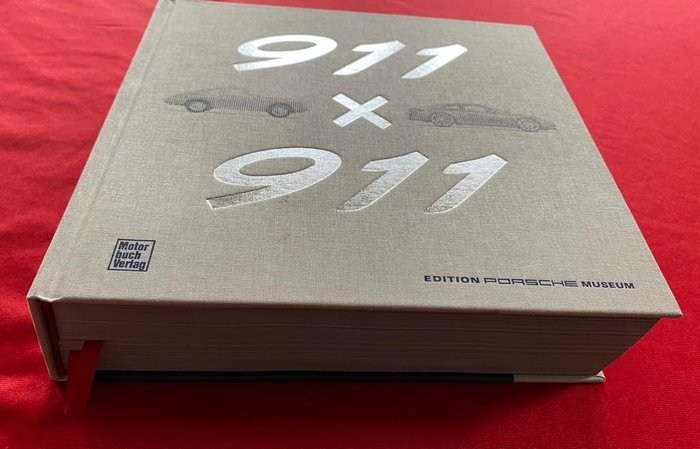 911
×
911
Motor
buch
Verlag
EDITION PORSCHE MUSEUM